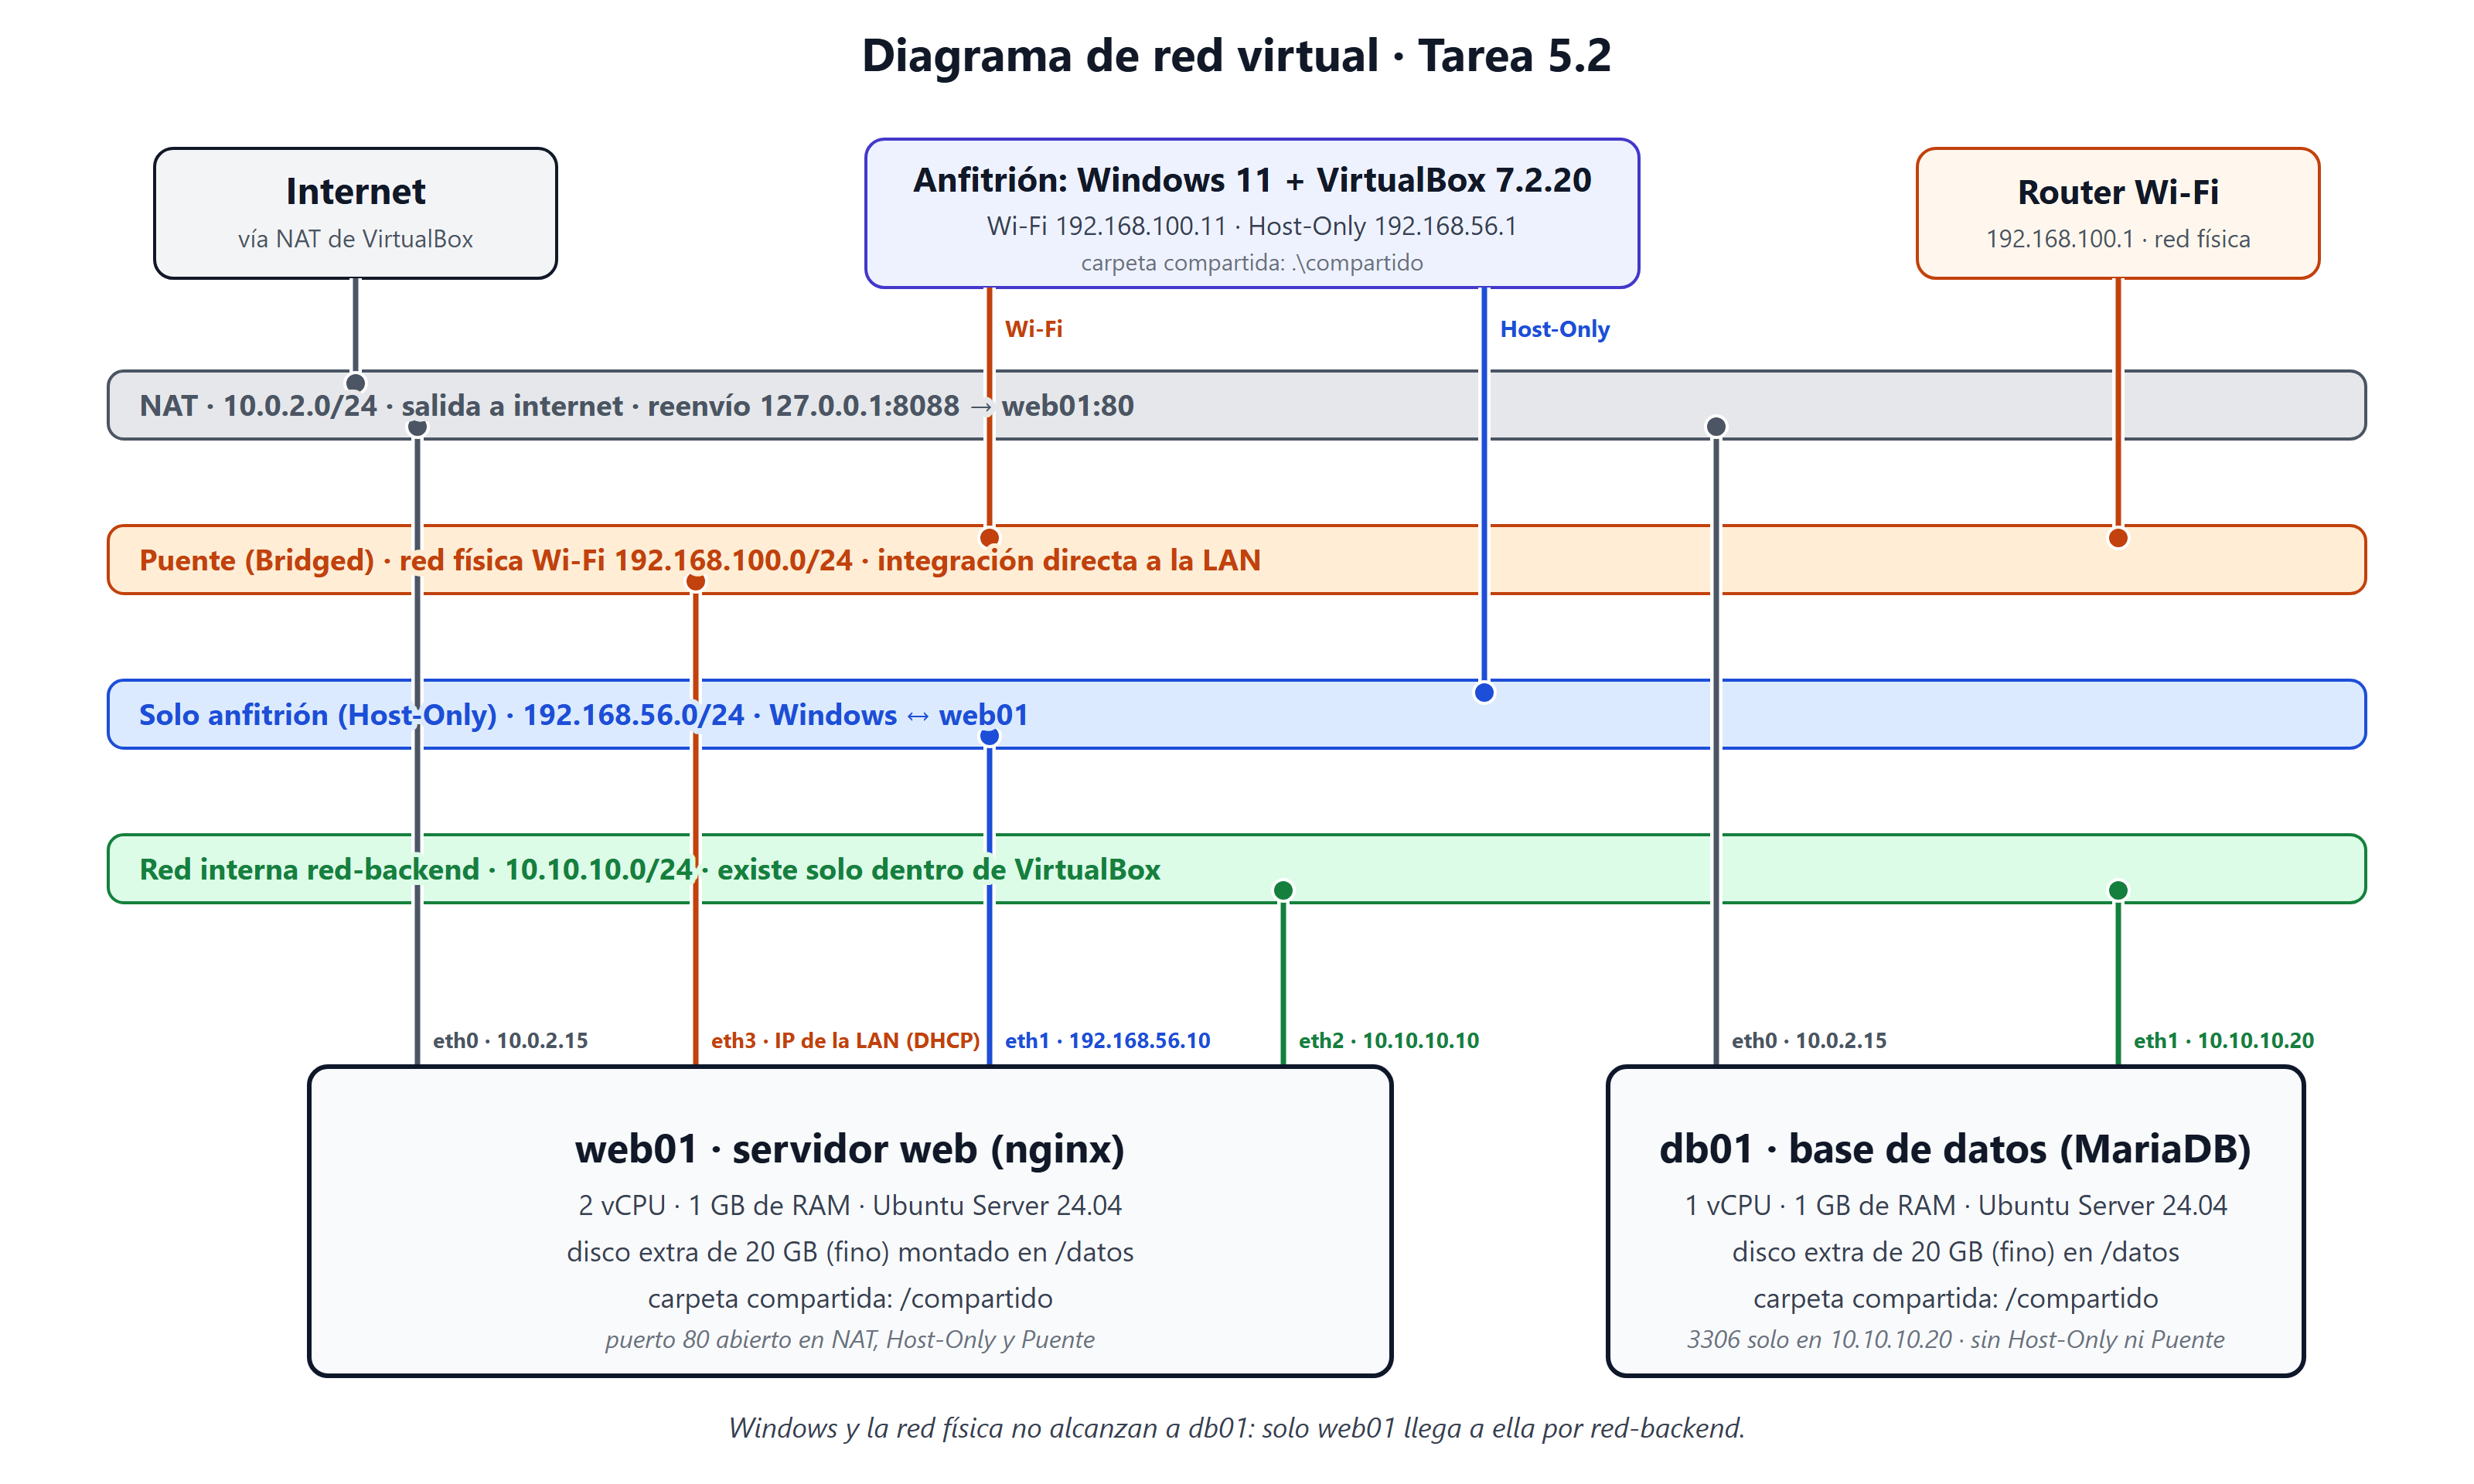 Diagrama de red virtual · Tarea 5.2
Internet
vía NAT de VirtualBox
Anfitrión: Windows 11 + VirtualBox 7.2.20
Wi-Fi 192.168.100.11 · Host-Only 192.168.56.1
carpeta compartida: .\compartido
Router Wi-Fi
192.168.100.1 · red física
Wi-Fi
Host-Only
NAT · 10.0.2.0/24 · salida a internet · reenvío 127.0.0.1:8088 → web01:80
Puente (Bridged) · red física Wi-Fi 192.168.100.0/24 · integración directa a la LAN
Solo anfitrión (Host-Only) · 192.168.56.0/24 · Windows ↔ web01
Red interna red-backend · 10.10.10.0/24 · existe solo dentro de VirtualBox
eth0 · 10.0.2.15
eth3 · IP de la LAN (DHCP)
eth1 · 192.168.56.10
eth2 · 10.10.10.10
eth0 · 10.0.2.15
eth1 · 10.10.10.20
web01 · servidor web (nginx)
2 vCPU · 1 GB de RAM · Ubuntu Server 24.04
disco extra de 20 GB (fino) montado en /datos
carpeta compartida: /compartido
puerto 80 abierto en NAT, Host-Only y Puente
db01 · base de datos (MariaDB)
1 vCPU · 1 GB de RAM · Ubuntu Server 24.04
disco extra de 20 GB (fino) en /datos
carpeta compartida: /compartido
3306 solo en 10.10.10.20 · sin Host-Only ni Puente
Windows y la red física no alcanzan a db01: solo web01 llega a ella por red-backend.